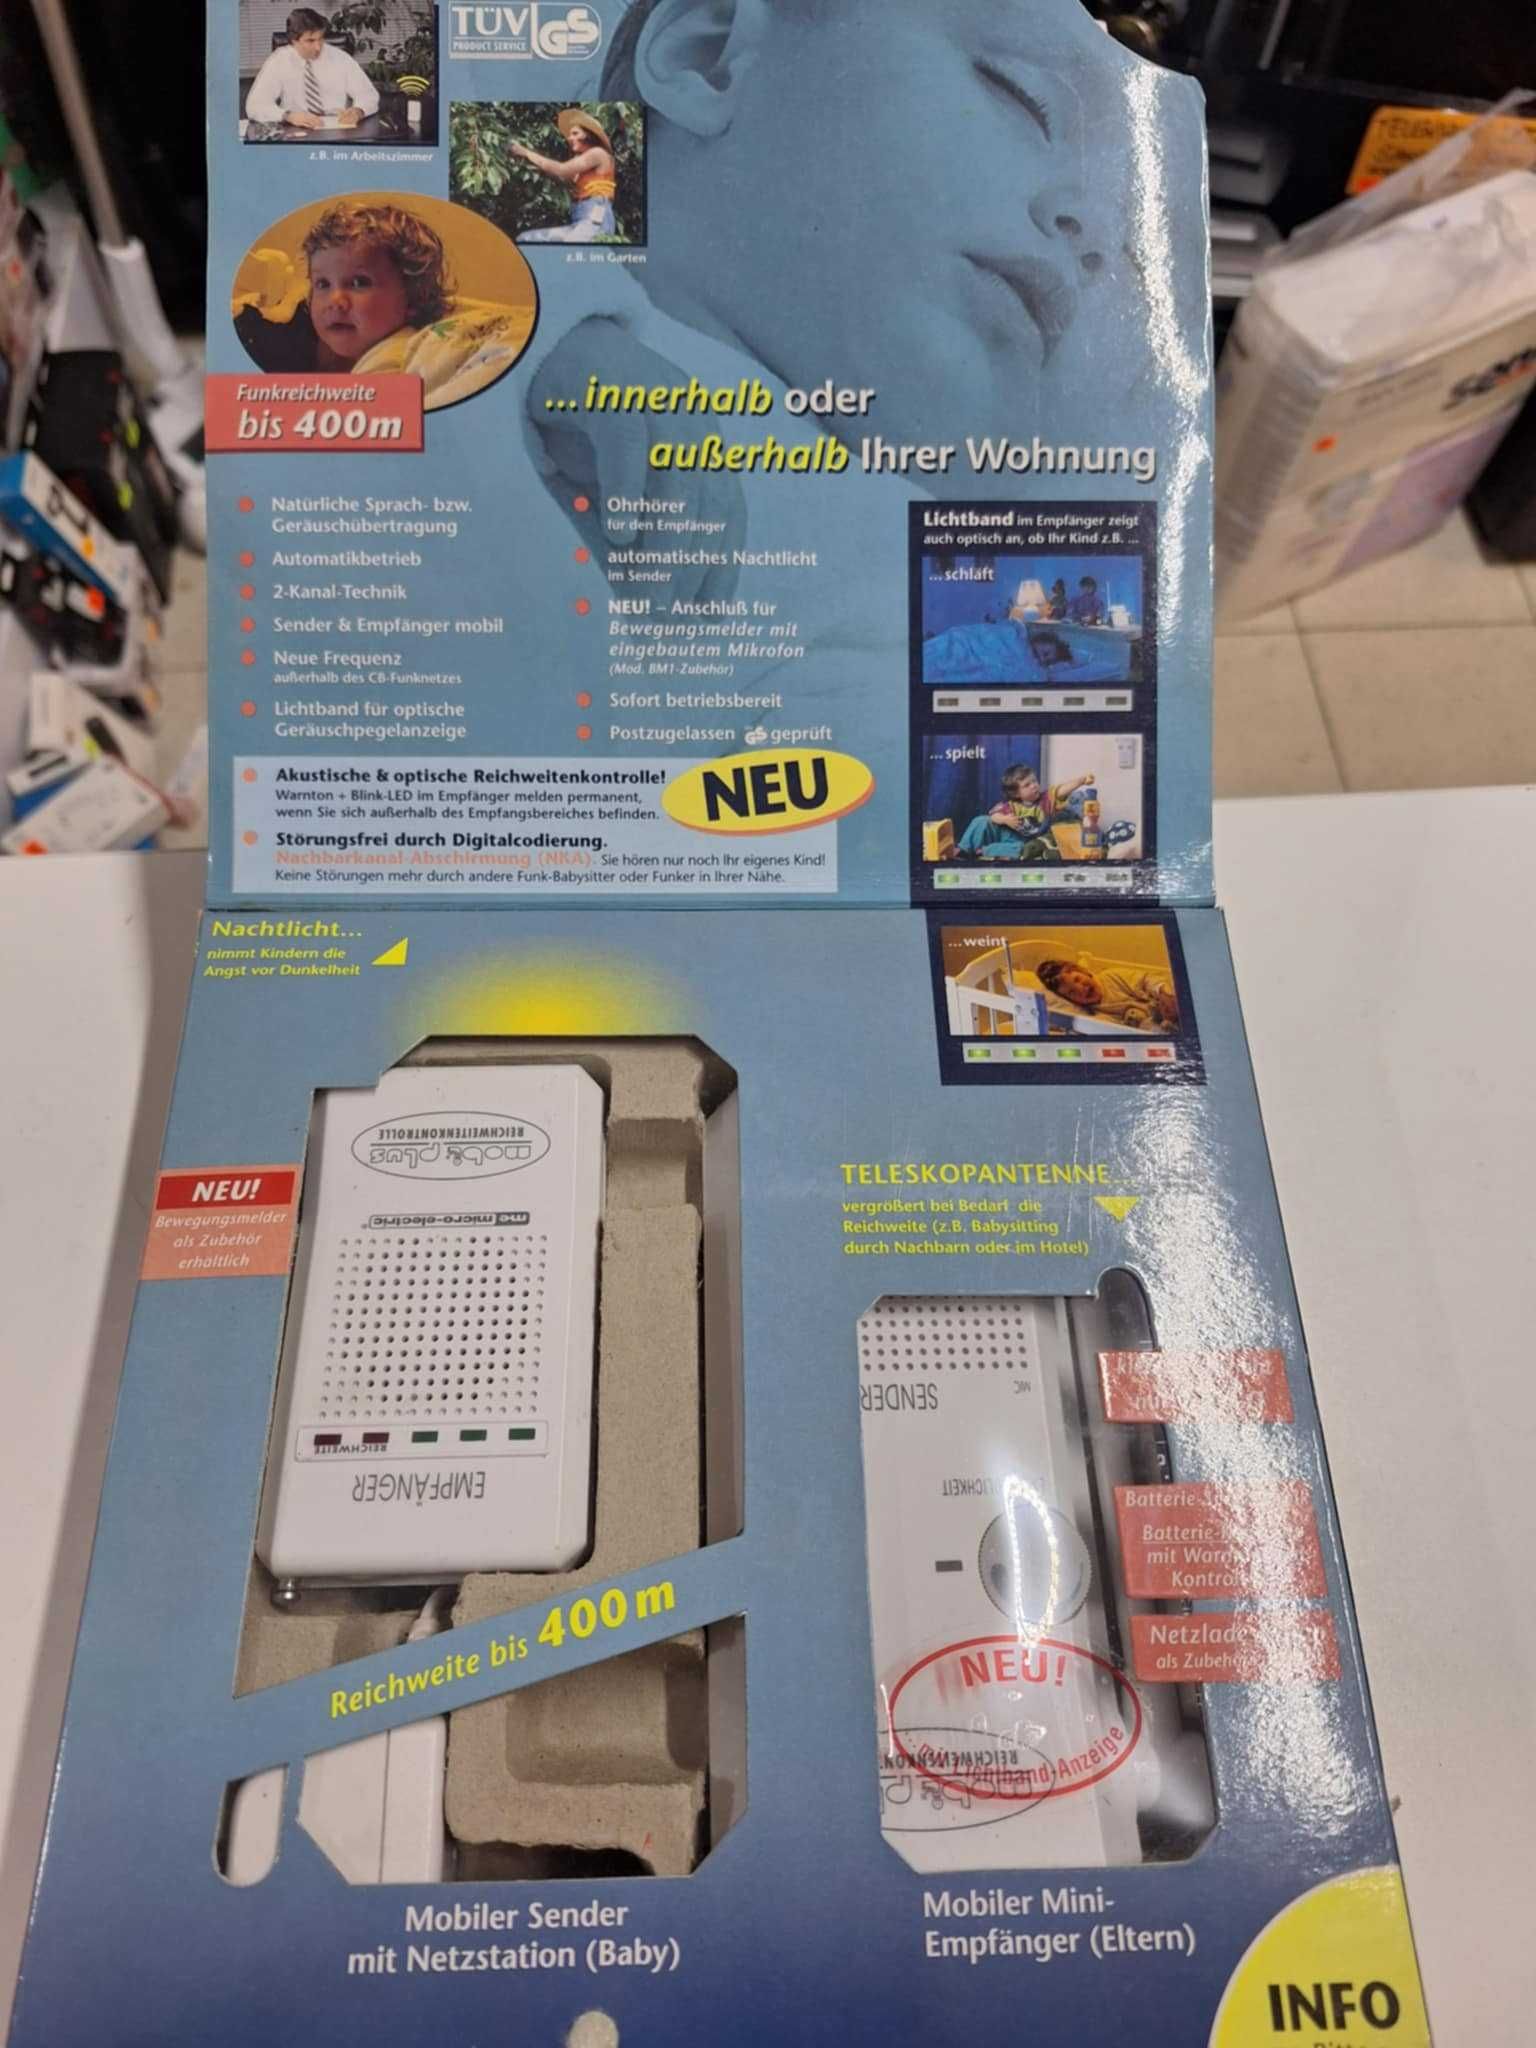 TÜV
PRODUCT SERVICE
GS
z.B. im Arbeitszimmer
z.B. im Garten
Funkreichweite
bis 400m
...innerhalb oder
außerhalb Ihrer Wohnung
Natürliche Sprach- bzw.
Geräuschübertragung
Automatikbetrieb
2-Kanal-Technik
Sender & Empfänger mobil
Neue Frequenz
außerhalb des CB-Funknetzes
Lichtband für optische
Geräuschpegelanzeige
Ohrhörer
für den Empfänger
automatisches Nachtlicht
im Sender
NEU! – Anschluß für
Bewegungsmelder mit
eingebautem Mikrofon
(Mod. BM1-Zubehör)
Sofort betriebsbereit
Postzugelassen GS geprüft
Lichtband im Empfänger zeigt
auch optisch an, ob Ihr Kind z.B. ...
...schläft
...spielt
Akustische & optische Reichweitenkontrolle!
Warnton + Blink-LED im Empfänger melden permanent,
wenn Sie sich außerhalb des Empfangsbereiches befinden.
NEU
Störungsfrei durch Digitalcodierung.
Nachbarkanal-Abschirmung (NKA). Sie hören nur noch Ihr eigenes Kind!
Keine Störungen mehr durch andere Funk-Babysitter oder Funker in Ihrer Nähe.
Nachtlicht...
nimmt Kindern die
Angst vor Dunkelheit
...weint
NEU!
Bewegungsmelder
als Zubehör
erhältlich
mobi plus
REICHWEITENKONTROLLE
me micro-electric®
REICHWEITE
EMPFÄNGER
TELESKOPANTENNE...
vergrößert bei Bedarf die
Reichweite (z.B. Babysitting
durch Nachbarn oder im Hotel)
SENDER
MIC
Batterie-
Batterie-
mit
als
NEU!
...mit Lichtband-Anzeige
Reichweite bis 400m
Mobiler Sender
mit Netzstation (Baby)
Mobiler Mini-
Empfänger (Eltern)
INFO